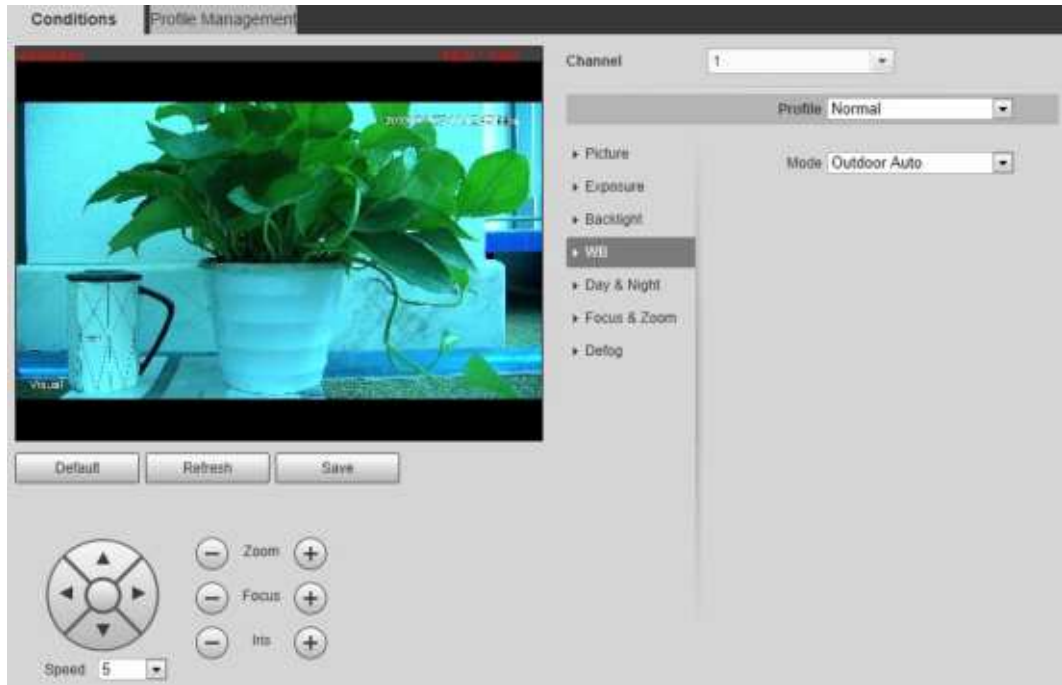 Conditions
Profile Management
Channel 1
Profile Normal
Picture
Mode Outdoor Auto
Exposure
Backlight
WB
Day & Night
Focus & Zoom
Defog
Visual
Default Refresh Save
Zoom
Focus
Iris
Speed 5